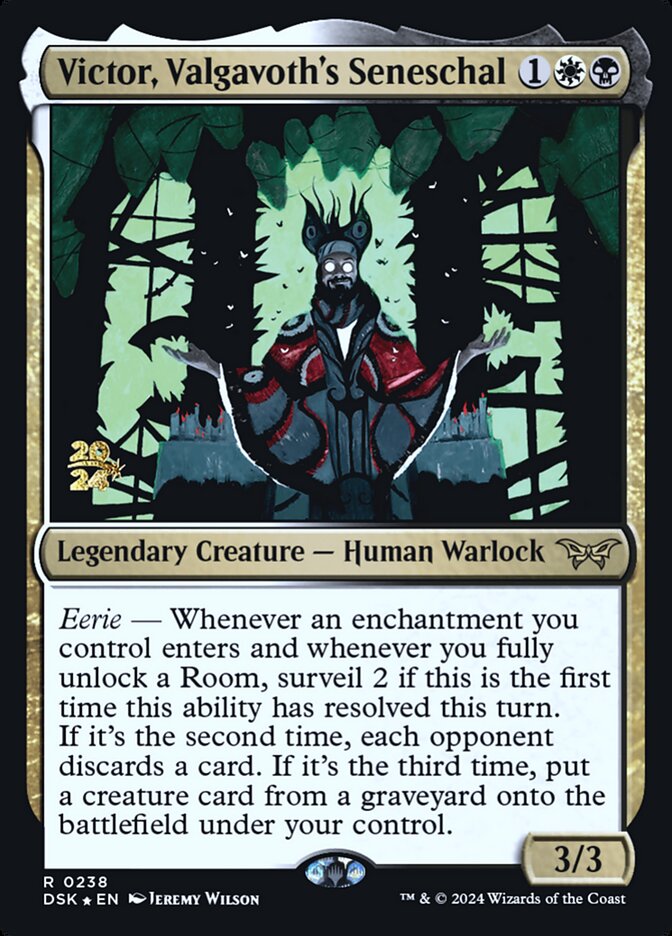 Victor, Valgavoth's Seneschal 1
20
24
Legendary Creature — Human Warlock
Eerie — Whenever an enchantment you
control enters and whenever you fully
unlock a Room, surveil 2 if this is the first
time this ability has resolved this turn.
If it's the second time, each opponent
discards a card. If it's the third time, put
a creature card from a graveyard onto the
battlefield under your control.
3/3
R 0238
DSK ★ EN Jeremy Wilson
™ & © 2024 Wizards of the Coast